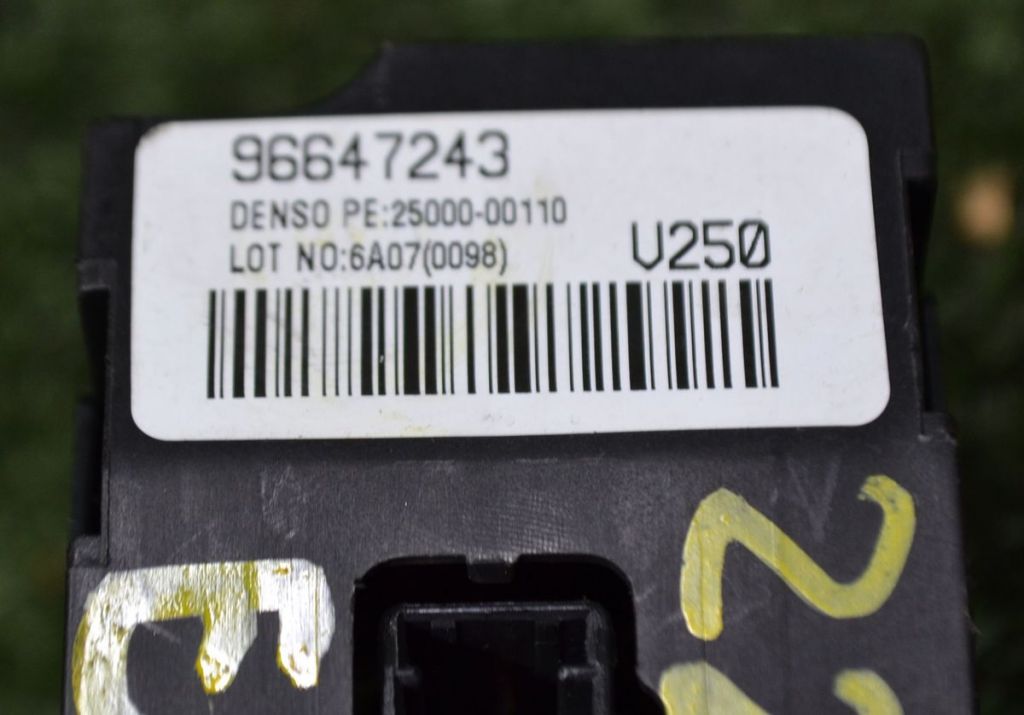 96647243
DENSO PE:25000-00110
LOT NO:6A07(0098)
V250